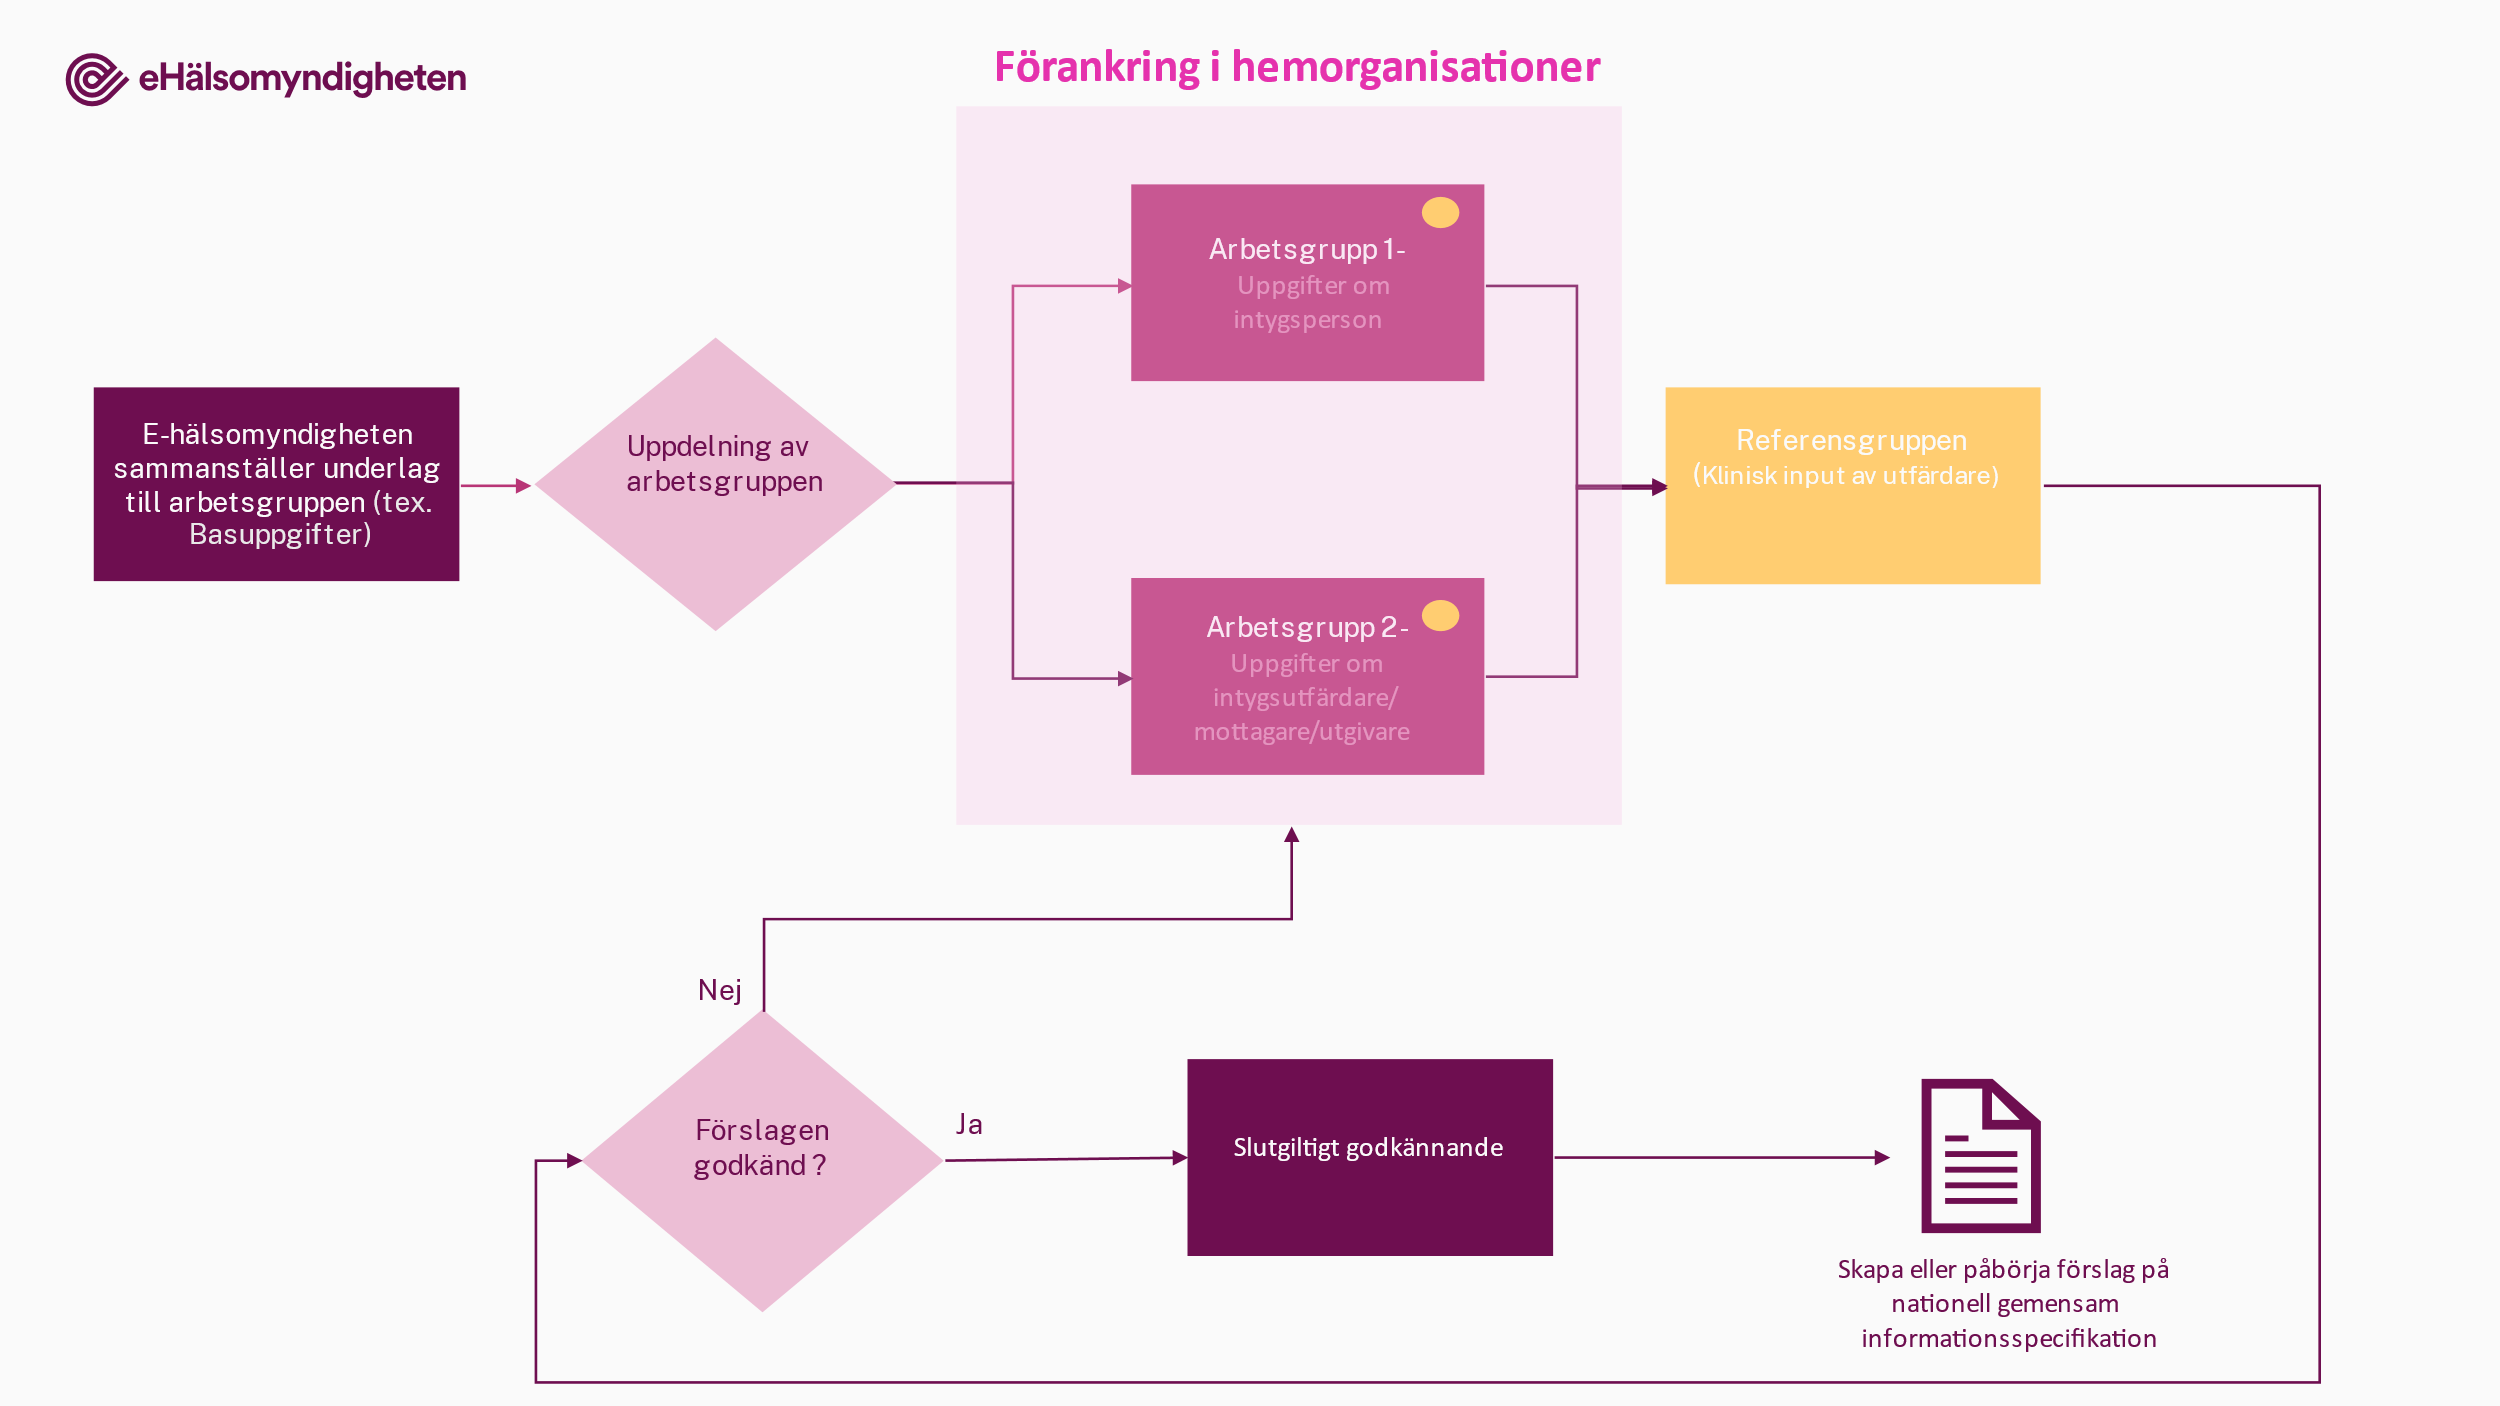 eHälsomyndigheten
Förankring i hemorganisationer
Arbetsgrupp 1-
Uppgifter om
intygsperson
E-hälsomyndigheten
sammanställer underlag
till arbetsgruppen (tex.
Basuppgifter)
Uppdelning av
arbetsgruppen
Referensgruppen
(Klinisk input av utfärdare)
Arbetsgrupp 2-
Uppgifter om
intygsutfärdare/
mottagare/utgivare
Nej
Förslagen
godkänd ?
Ja
Slutgiltigt godkännande
Skapa eller påbörja förslag på
nationell gemensam
informationsspecifikation